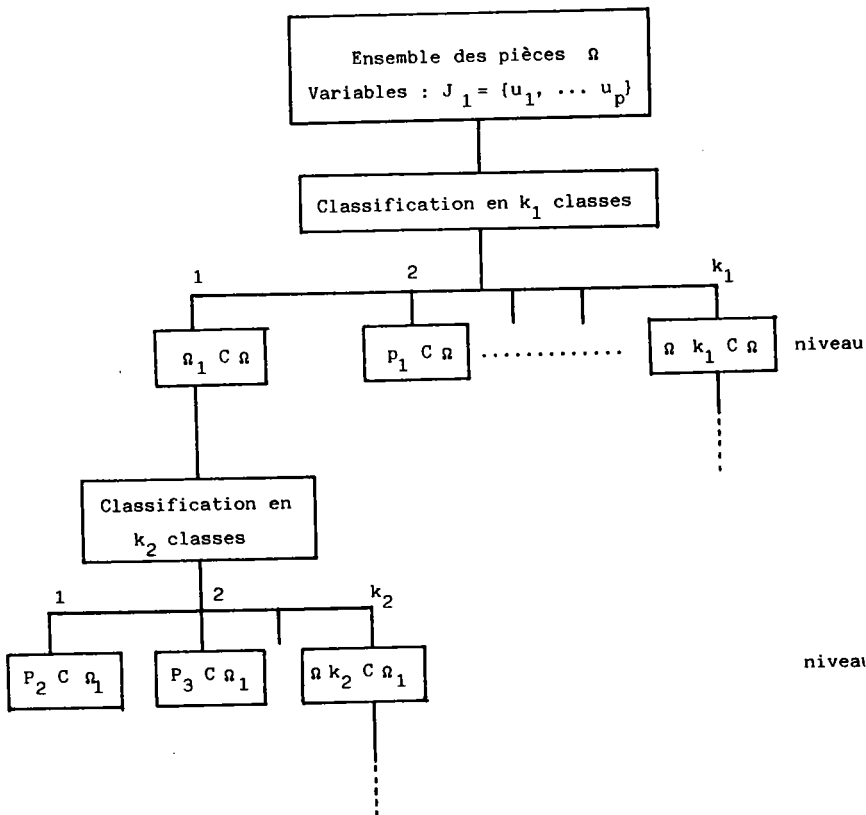 Ensemble des pièces Ω
Variables : J₁ = {u₁, ... uₚ}
Classification en k₁ classes
1 2 k₁
Ω₁ C Ω p₁ C Ω ............. Ω k₁ C Ω niveau
Classification en
k₂ classes
1 2 k₂
P₂ C Ω₁ P₃ C Ω₁ Ω k₂ C Ω₁ niveau